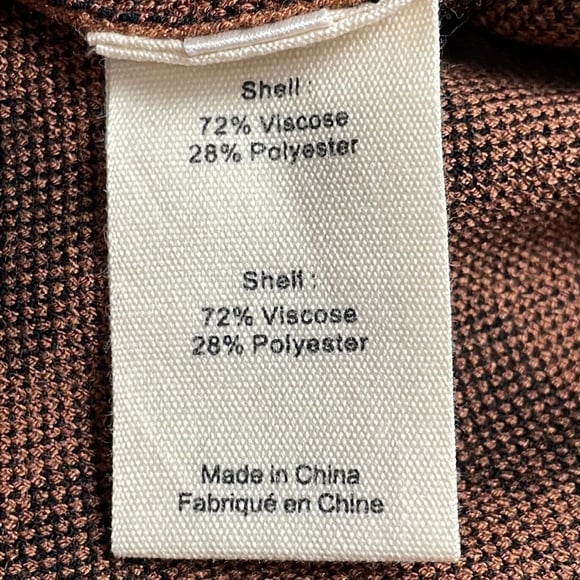 Shell :
72% Viscose
28% Polyester
Shell :
72% Viscose
28% Polyester
Made in China
Fabriqué en Chine